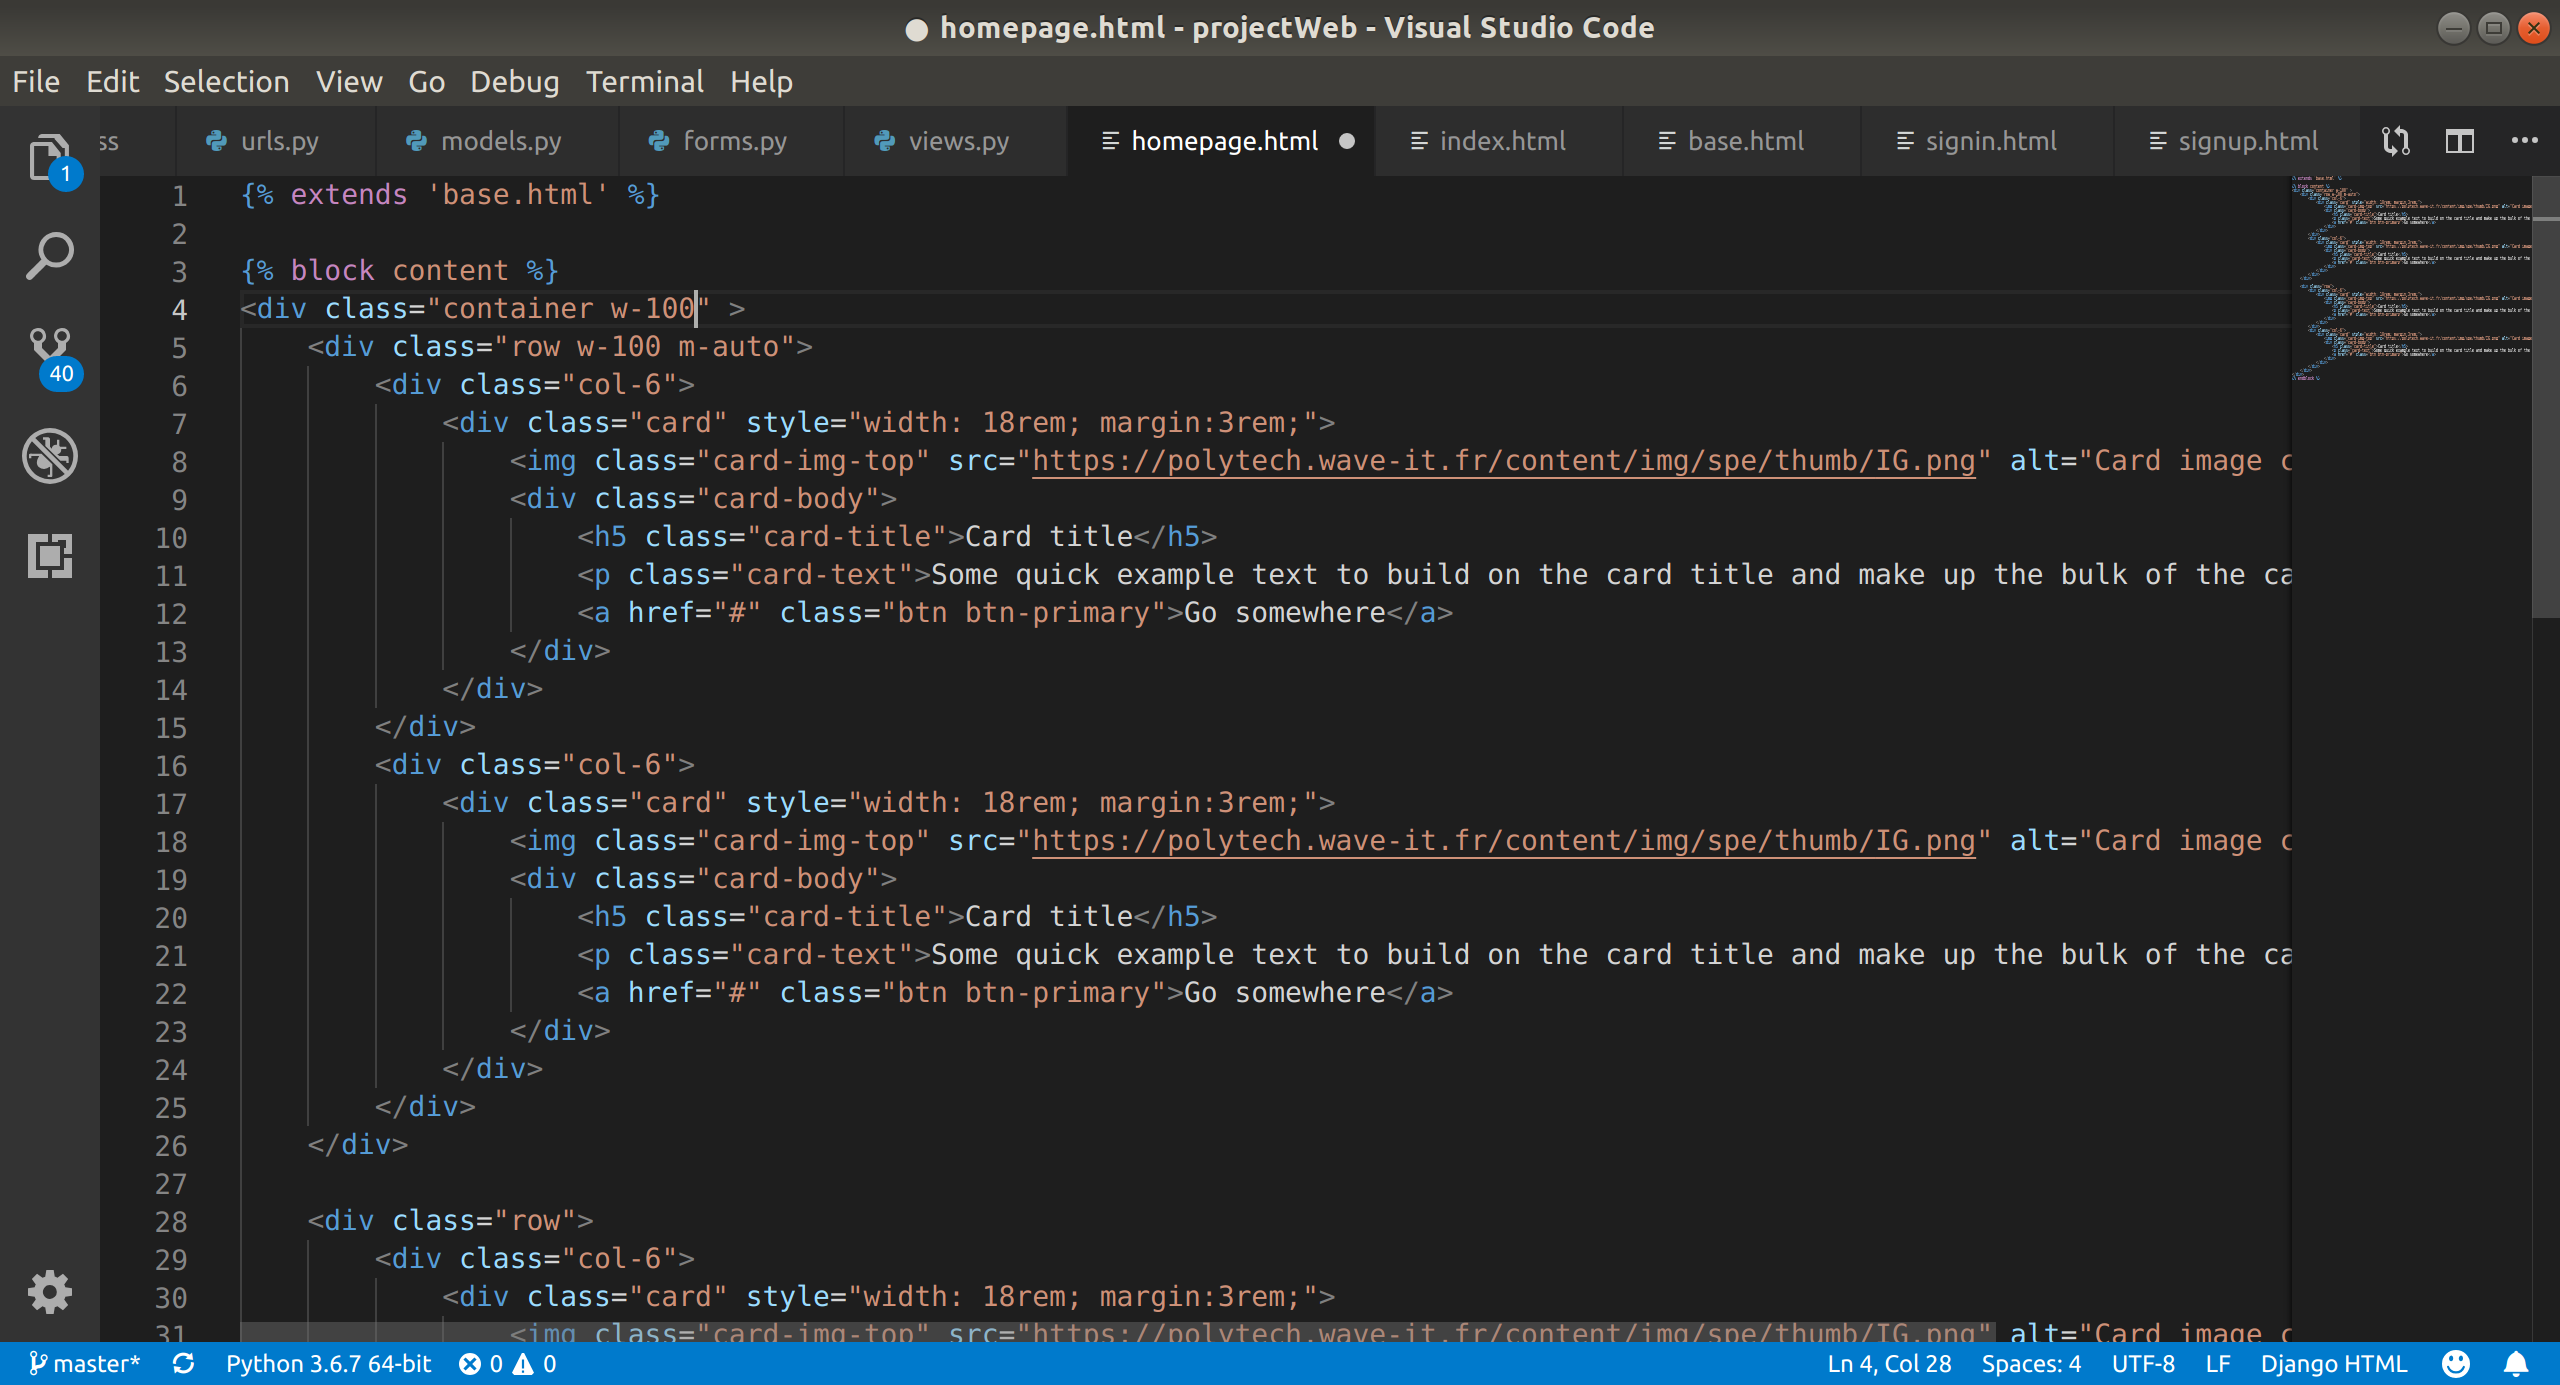 homepage.html - projectWeb - Visual Studio Code
File Edit Selection View Go Debug Terminal Help
ss urls.py models.py forms.py views.py homepage.html index.html base.html signin.html signup.html
1
40
1 {% extends 'base.html' %}
2
3 {% block content %}
4 <div class="container w-100" >
5 <div class="row w-100 m-auto">
6 <div class="col-6">
7 <div class="card" style="width: 18rem; margin:3rem;">
8 <img class="card-img-top" src="https://polytech.wave-it.fr/content/img/spe/thumb/IG.png" alt="Card image c
9 <div class="card-body">
10 <h5 class="card-title">Card title</h5>
11 <p class="card-text">Some quick example text to build on the card title and make up the bulk of the ca
12 <a href="#" class="btn btn-primary">Go somewhere</a>
13 </div>
14 </div>
15 </div>
16 <div class="col-6">
17 <div class="card" style="width: 18rem; margin:3rem;">
18 <img class="card-img-top" src="https://polytech.wave-it.fr/content/img/spe/thumb/IG.png" alt="Card image c
19 <div class="card-body">
20 <h5 class="card-title">Card title</h5>
21 <p class="card-text">Some quick example text to build on the card title and make up the bulk of the ca
22 <a href="#" class="btn btn-primary">Go somewhere</a>
23 </div>
24 </div>
25 </div>
26 </div>
27
28 <div class="row">
29 <div class="col-6">
30 <div class="card" style="width: 18rem; margin:3rem;">
31 <img class="card-img-top" src="https://polytech.wave-it.fr/content/img/spe/thumb/IG.png" alt="Card image c
master* Python 3.6.7 64-bit 0 0 Ln 4, Col 28 Spaces: 4 UTF-8 LF Django HTML